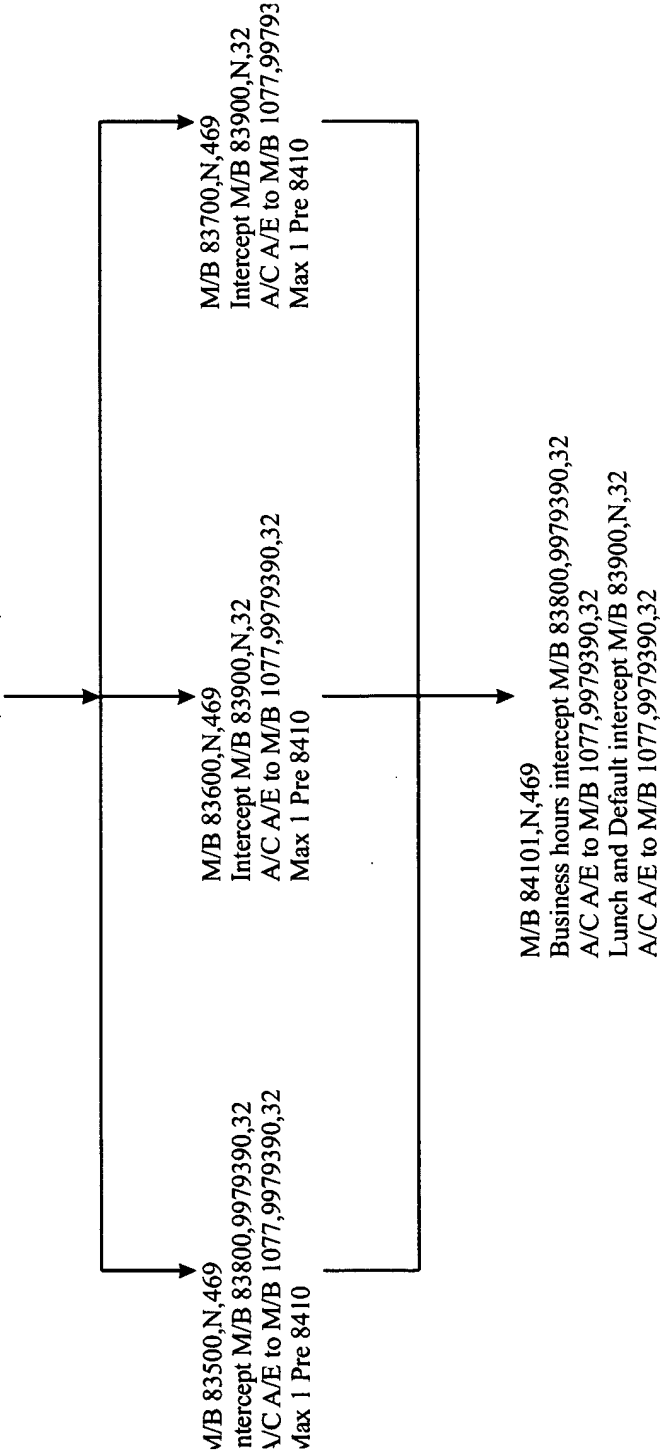 M/B 83500,N,469
ntercept M/B 83800,9979390,32
A/C A/E to M/B 1077,9979390,32
Max 1 Pre 8410
M/B 83600,N,469
Intercept M/B 83900,N,32
A/C A/E to M/B 1077,9979390,32
Max 1 Pre 8410
M/B 83700,N,469
Intercept M/B 83900,N,32
A/C A/E to M/B 1077,99793
Max 1 Pre 8410
M/B 84101,N,469
Business hours intercept M/B 83800,9979390,32
A/C A/E to M/B 1077,9979390,32
Lunch and Default intercept M/B 83900,N,32
A/C A/E to M/B 1077,9979390,32